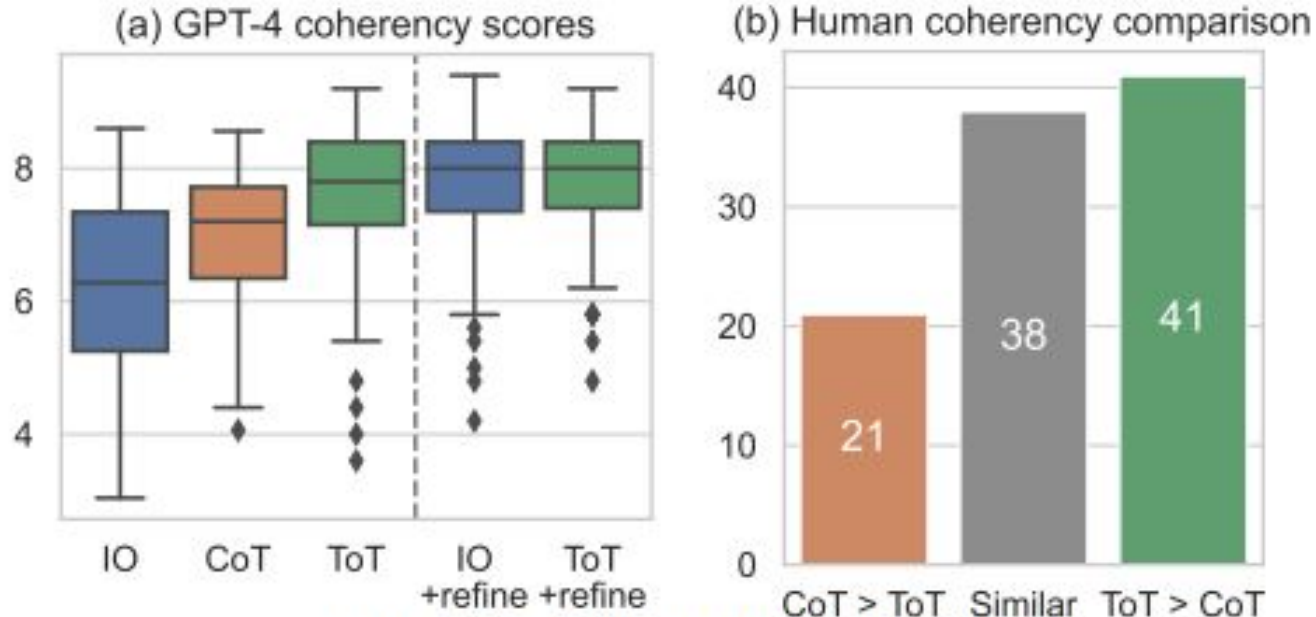 (a) GPT-4 coherency scores
8
6
4
IO
CoT
ToT
IO
+refine
ToT
+refine
(b) Human coherency comparison
40
30
20
10
0
21
38
41
CoT > ToT
Similar
ToT > CoT